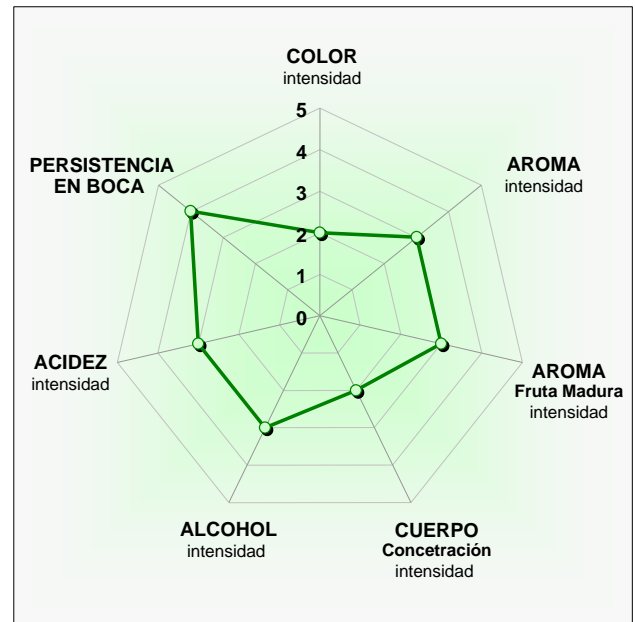 COLOR
intensidad
5
4
3
2
1
0
AROMA
intensidad
AROMA
Fruta Madura
intensidad
CUERPO
Concetración
intensidad
ALCOHOL
intensidad
ACIDEZ
intensidad
PERSISTENCIA
EN BOCA